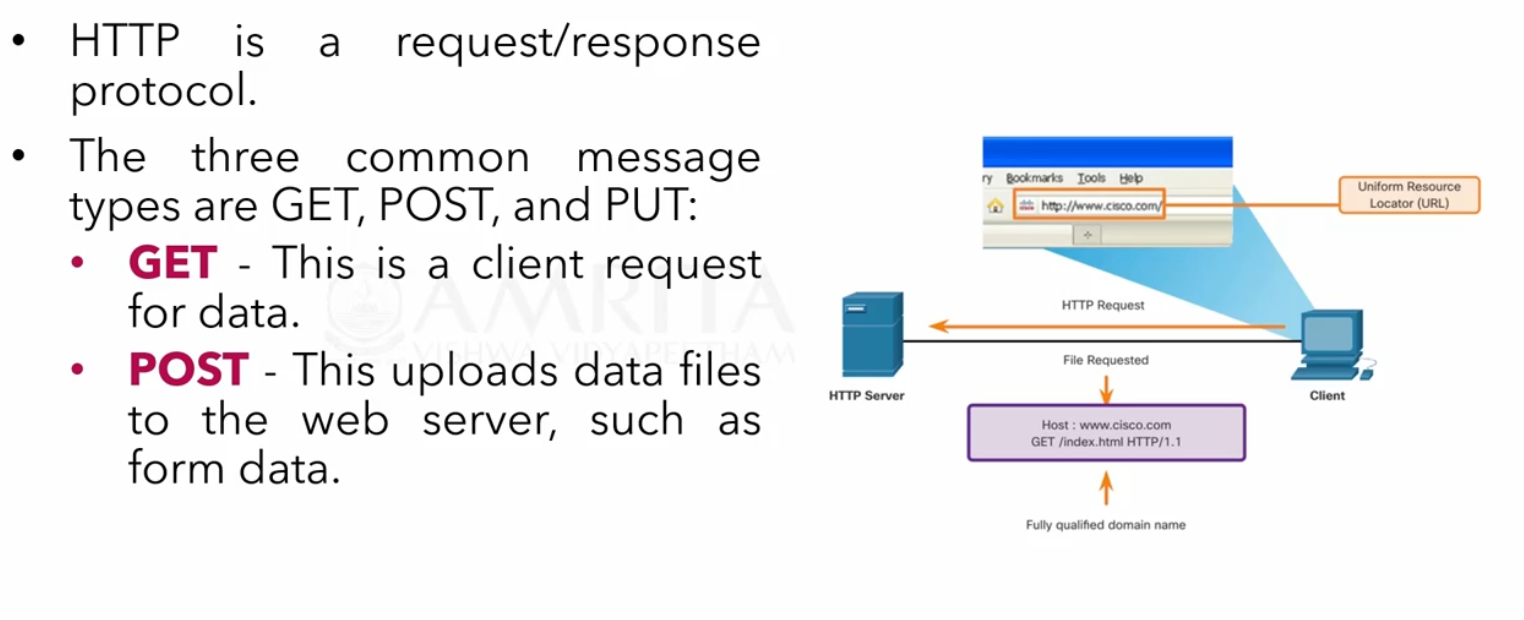 • HTTP is a request/response
protocol.
• The three common message
types are GET, POST, and PUT:
• GET - This is a client request
for data.
• POST - This uploads data files
to the web server, such as
form data.
AMRITA
VISHWA VIDYAPEETHAM
ry Bookmarks Tools Help
http://www.cisco.com/
Uniform Resource
Locator (URL)
HTTP Request
File Requested
HTTP Server
Client
Host : www.cisco.com
GET /index.html HTTP/1.1
Fully qualified domain name